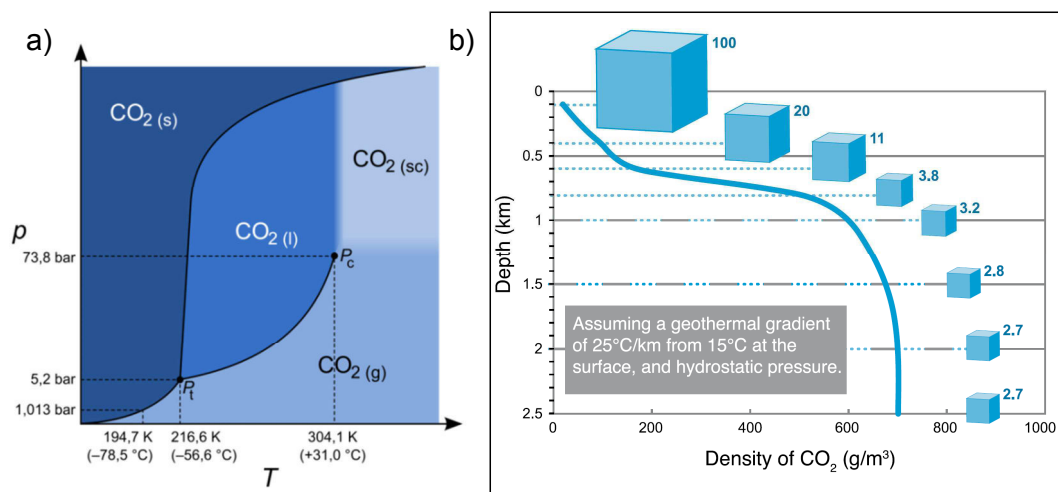 a)
CO2 (s)
CO2 (sc)
CO2 (l)
p
73,8 bar
Pc
CO2 (g)
5,2 bar
Pt
1,013 bar
194,7 K
(–78,5 °C)
216,6 K
(–56,6 °C)
304,1 K
(+31,0 °C)
T
b)
100
20
11
3.8
3.2
2.8
2.7
2.7
Depth (km)
0
0.5
1
1.5
2
2.5
Assuming a geothermal gradient
of 25°C/km from 15°C at the
surface, and hydrostatic pressure.
0 200 400 600 800 1000
Density of CO2 (g/m³)